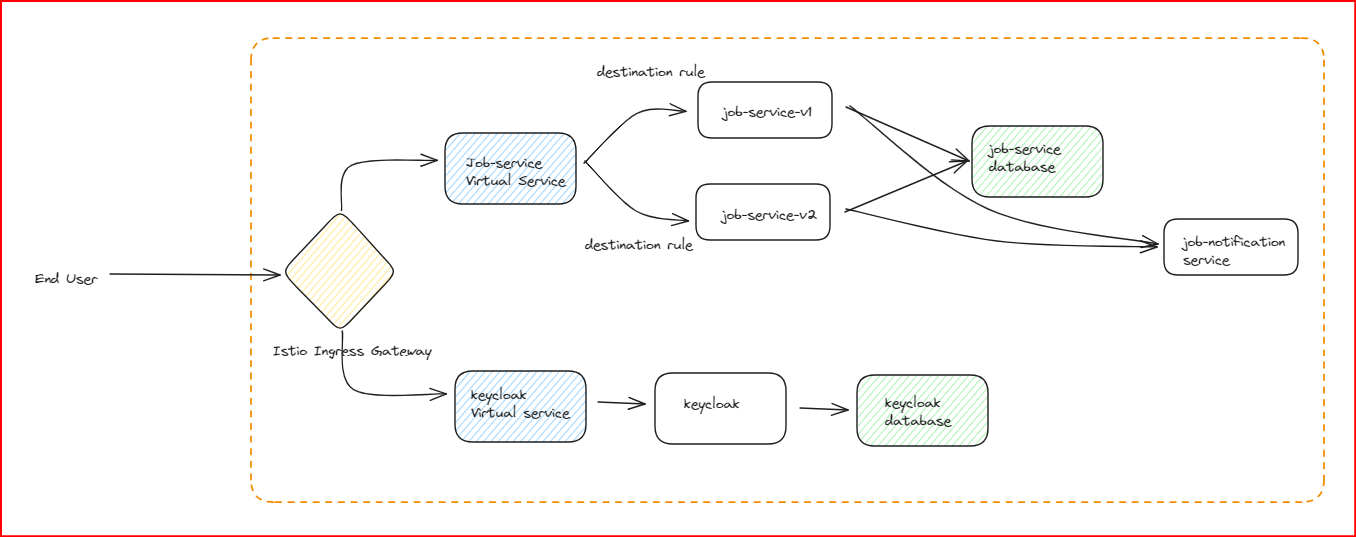 destination rule
job-service-v1
Job-service
Virtual Service
job-service
database
job-service-v2
destination rule
job-notification
service
End User
Istio Ingress Gateway
keycloak
Virtual service
keycloak
keycloak
database